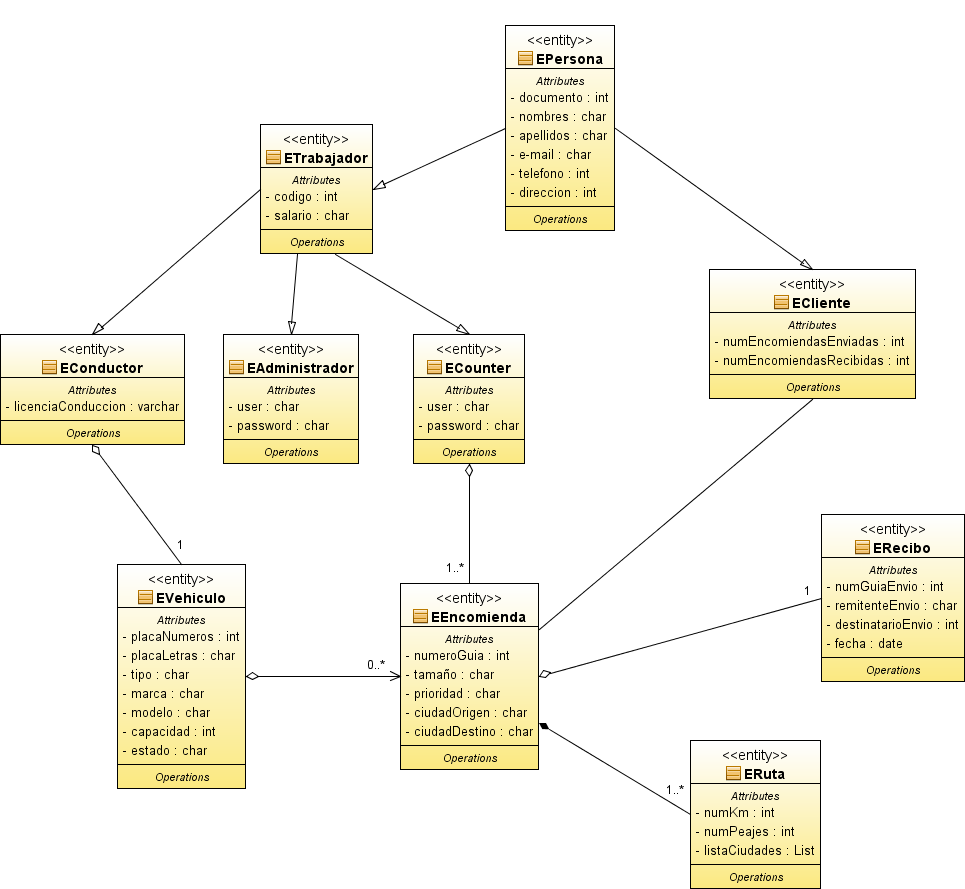 <<entity>>
EPersona
Attributes
- documento : int
- nombres : char
- apellidos : char
- e-mail : char
- telefono : int
- direccion : int
Operations
<<entity>>
ETrabajador
Attributes
- codigo : int
- salario : char
Operations
<<entity>>
ECliente
Attributes
- numEncomiendasEnviadas : int
- numEncomiendasRecibidas : int
Operations
<<entity>>
EConductor
Attributes
- licenciaConduccion : varchar
Operations
<<entity>>
EAdministrador
Attributes
- user : char
- password : char
Operations
<<entity>>
ECounter
Attributes
- user : char
- password : char
Operations
1
1..*
<<entity>>
ERecibo
Attributes
- numGuiaEnvio : int
- remitenteEnvio : char
- destinatarioEnvio : int
- fecha : date
Operations
1
<<entity>>
EVehiculo
Attributes
- placaNumeros : int
- placaLetras : char
- tipo : char
- marca : char
- modelo : char
- capacidad : int
- estado : char
Operations
0..*
<<entity>>
EEncomienda
Attributes
- numeroGuia : int
- tamaño : char
- prioridad : char
- ciudadOrigen : char
- ciudadDestino : char
Operations
1..*
<<entity>>
ERuta
Attributes
- numKm : int
- numPeajes : int
- listaCiudades : List
Operations